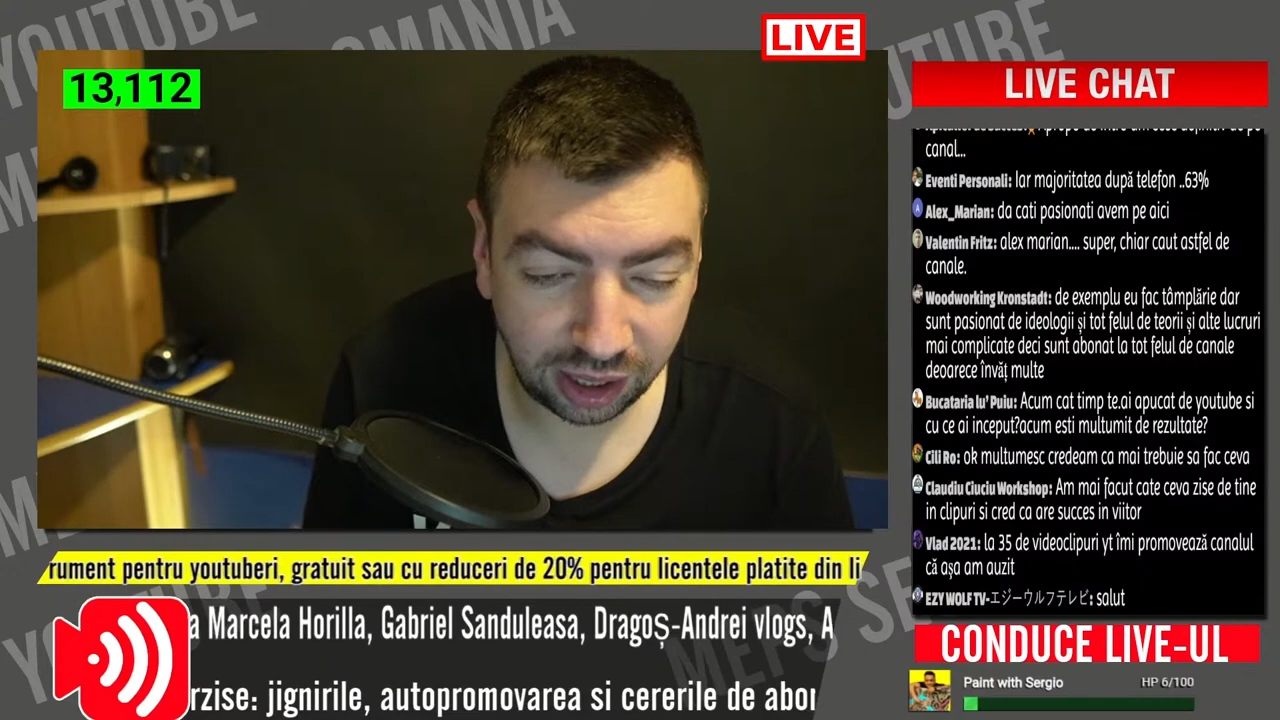 YOUTUBE
ROMANIA
YOUTUBE
LIVE
13,112
LIVE CHAT
canal...
Eventi Personali: Iar majoritatea după telefon ..63%
Alex_Marian: da cati pasionati avem pe aici
Valentin Fritz: alex marian.... super, chiar caut astfel de
canale.
Woodworking Kronstadt: de exemplu eu fac tâmplărie dar
sunt pasionat de ideologii și tot felul de teorii și alte lucruri
mai complicate deci sunt abonat la tot felul de canale
deoarece învăț multe
Bucataria lu' Puiu: Acum cat timp te.ai apucat de youtube si
cu ce ai inceput?acum esti multumit de rezultate?
Cili Ro: ok multumesc credeam ca mai trebuie sa fac ceva
Claudiu Ciuciu Workshop: Am mai facut cate ceva zise de tine
in clipuri si cred ca are succes in viitor
Vlad 2021: la 35 de videoclipuri yt îmi promovează canalul
că așa am auzit
EZY WOLF TV-エジーウルフテレビ: salut
rument pentru youtuberi, gratuit sau cu reduceri de 20% pentru licentele platite din li
a Marcela Horilla, Gabriel Sanduleasa, Dragoș-Andrei vlogs, A
rzise: jignirile, autopromovarea si cererile de abo
CONDUCE LIVE-UL
Paint with Sergio HP 6/100